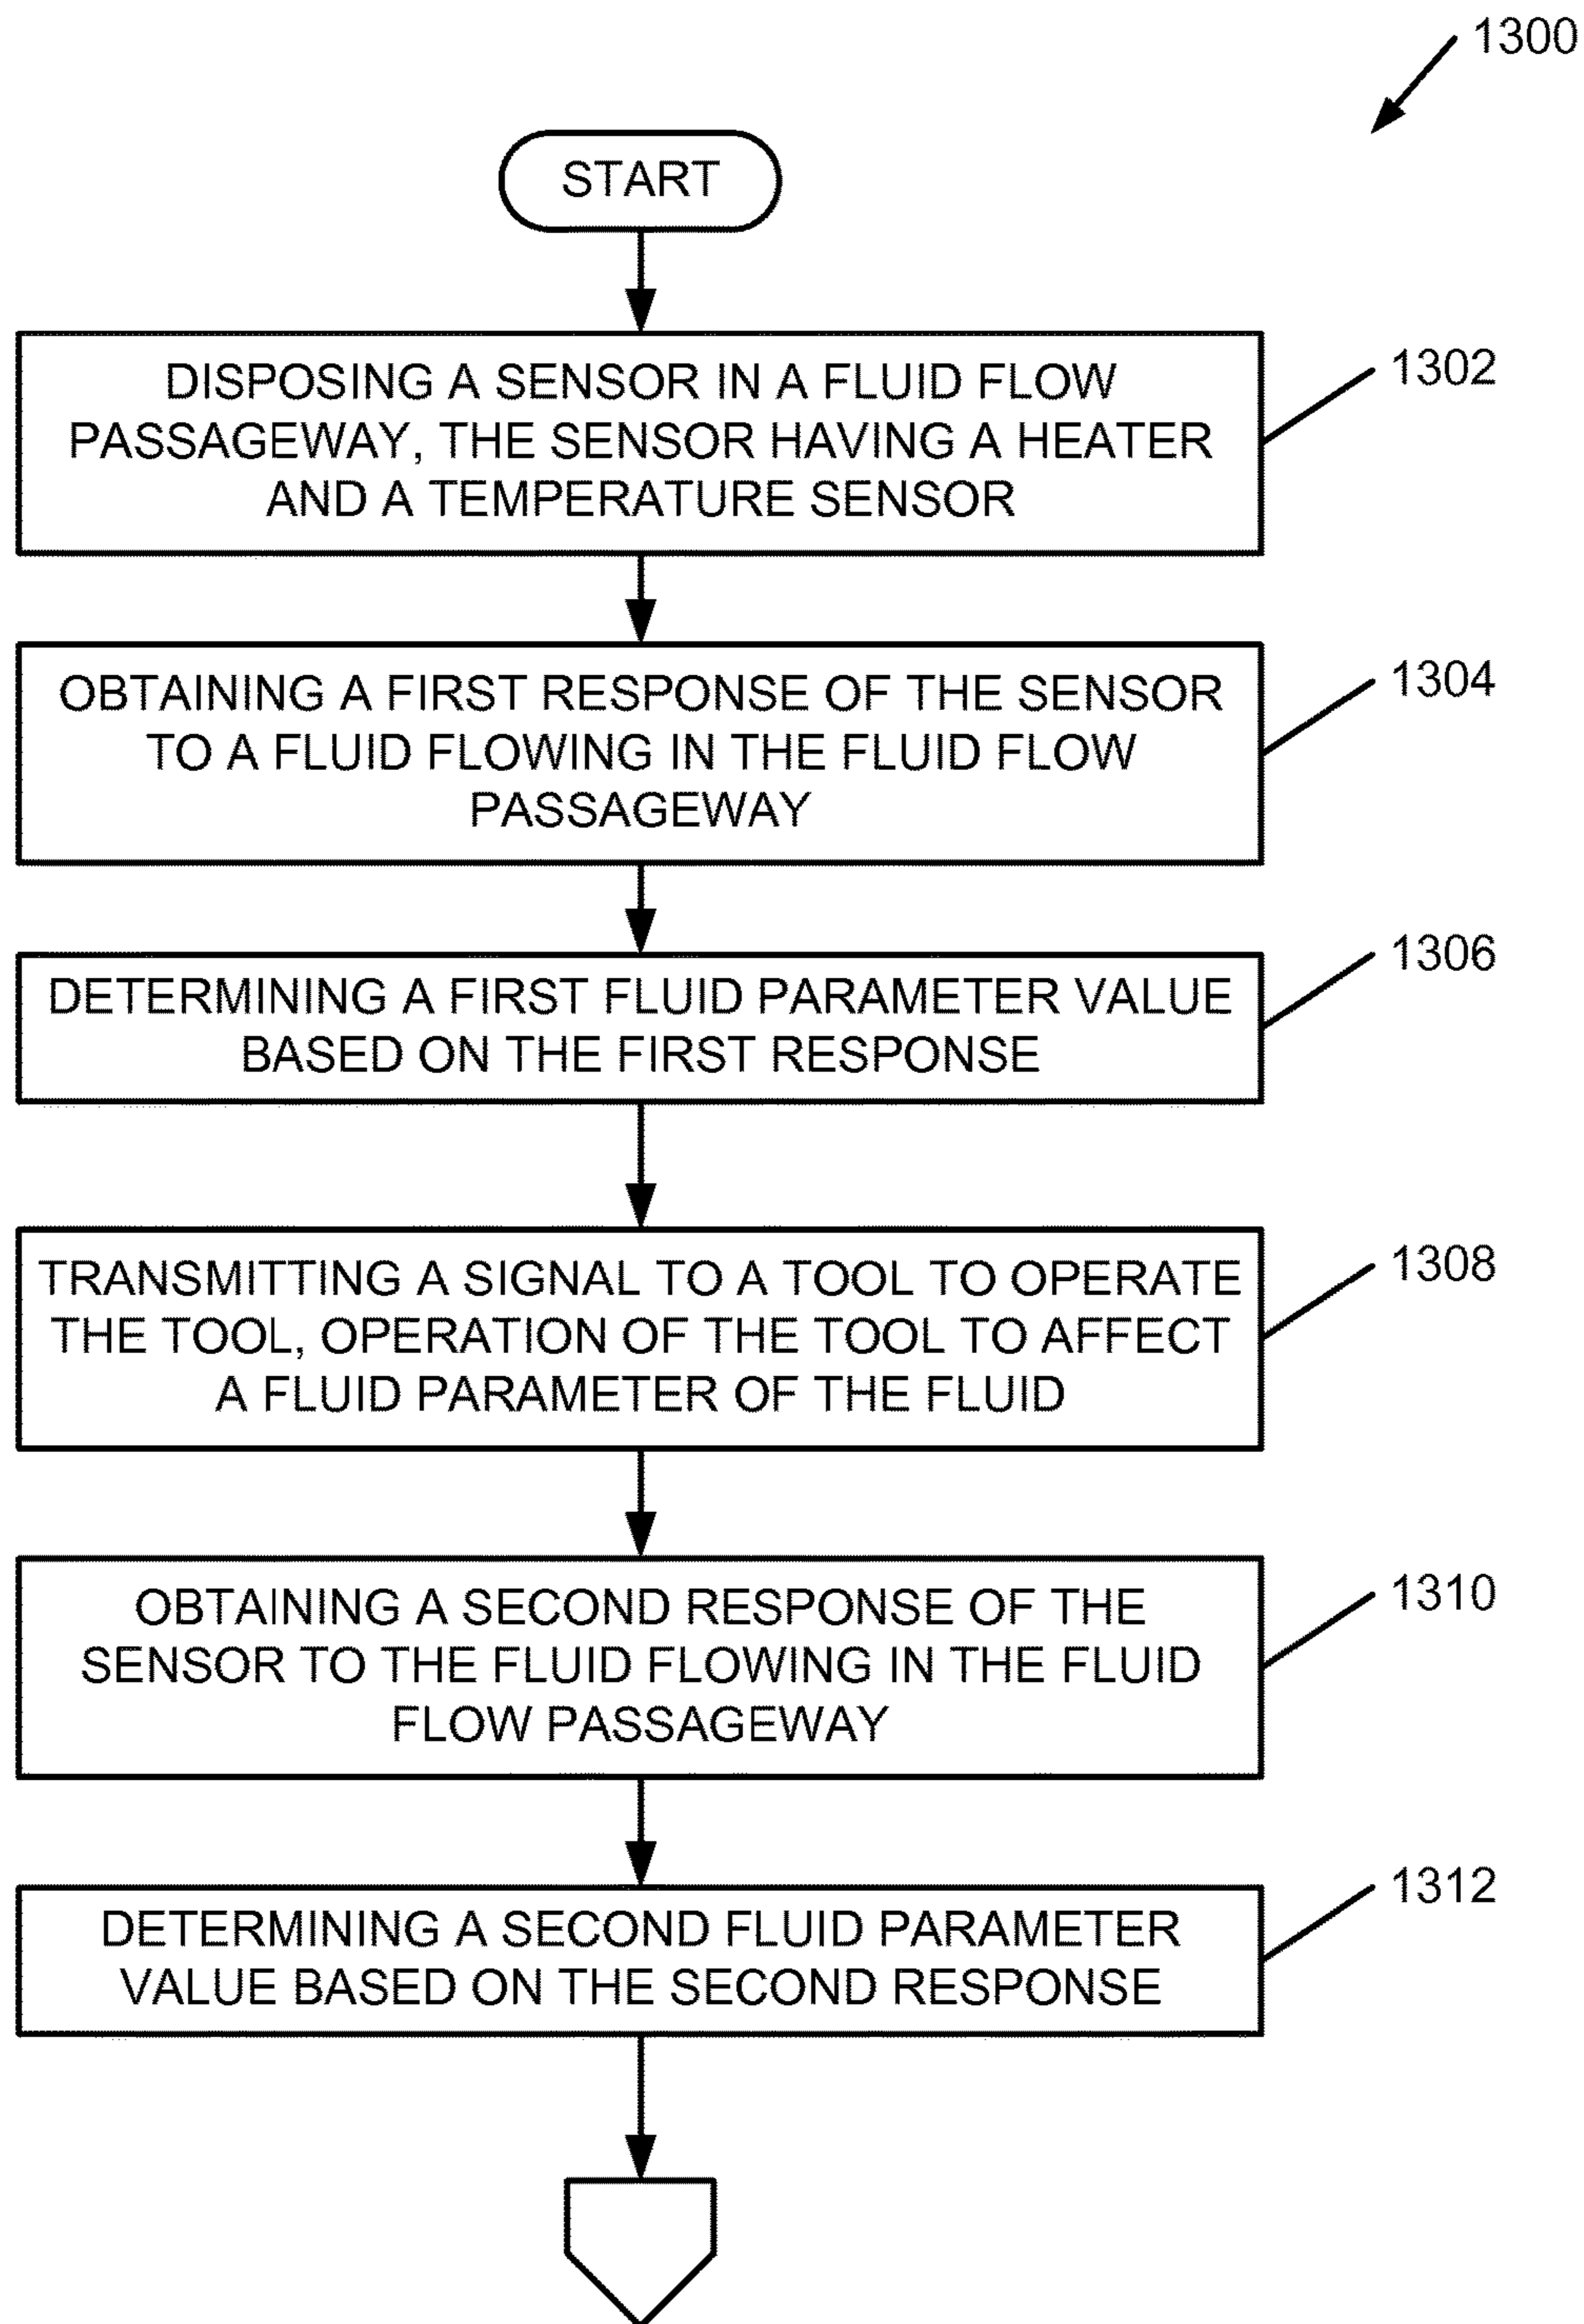 1300
START
DISPOSING A SENSOR IN A FLUID FLOW
PASSAGEWAY, THE SENSOR HAVING A HEATER
AND A TEMPERATURE SENSOR
1302
OBTAINING A FIRST RESPONSE OF THE SENSOR
TO A FLUID FLOWING IN THE FLUID FLOW
PASSAGEWAY
1304
DETERMINING A FIRST FLUID PARAMETER VALUE
BASED ON THE FIRST RESPONSE
1306
TRANSMITTING A SIGNAL TO A TOOL TO OPERATE
THE TOOL, OPERATION OF THE TOOL TO AFFECT
A FLUID PARAMETER OF THE FLUID
1308
OBTAINING A SECOND RESPONSE OF THE
SENSOR TO THE FLUID FLOWING IN THE FLUID
FLOW PASSAGEWAY
1310
DETERMINING A SECOND FLUID PARAMETER
VALUE BASED ON THE SECOND RESPONSE
1312